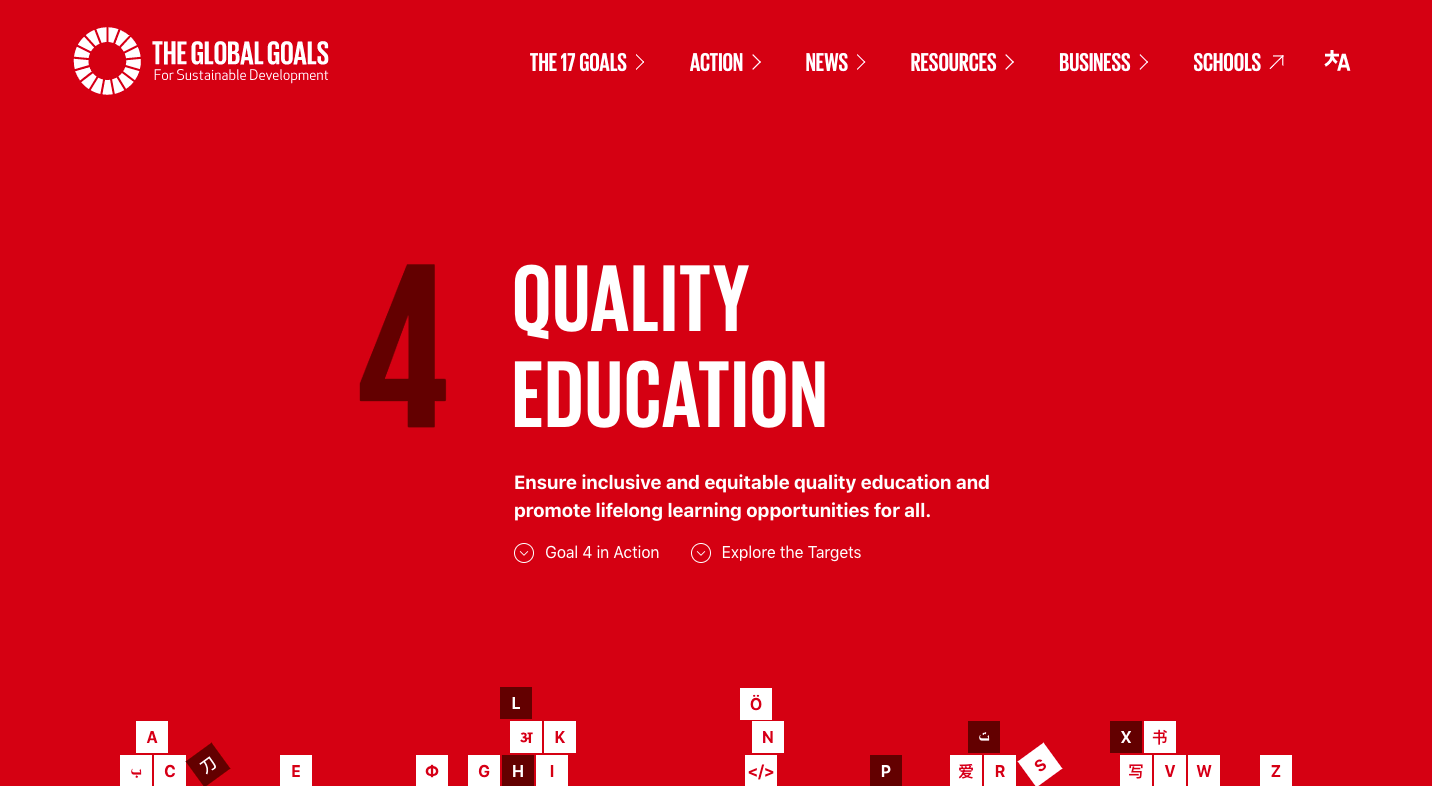 THE GLOBAL GOALS
For Sustainable Development
THE 17 GOALS
ACTION
NEWS
RESOURCES
BUSINESS
SCHOOLS
4
QUALITY
EDUCATION
Ensure inclusive and equitable quality education and
promote lifelong learning opportunities for all.
Goal 4 in Action
Explore the Targets
L
Ö
A
अ K
N
ت
X 书
ب C 刀
E
Ф
G H I
</>
P
爱 R S
写 V W
Z